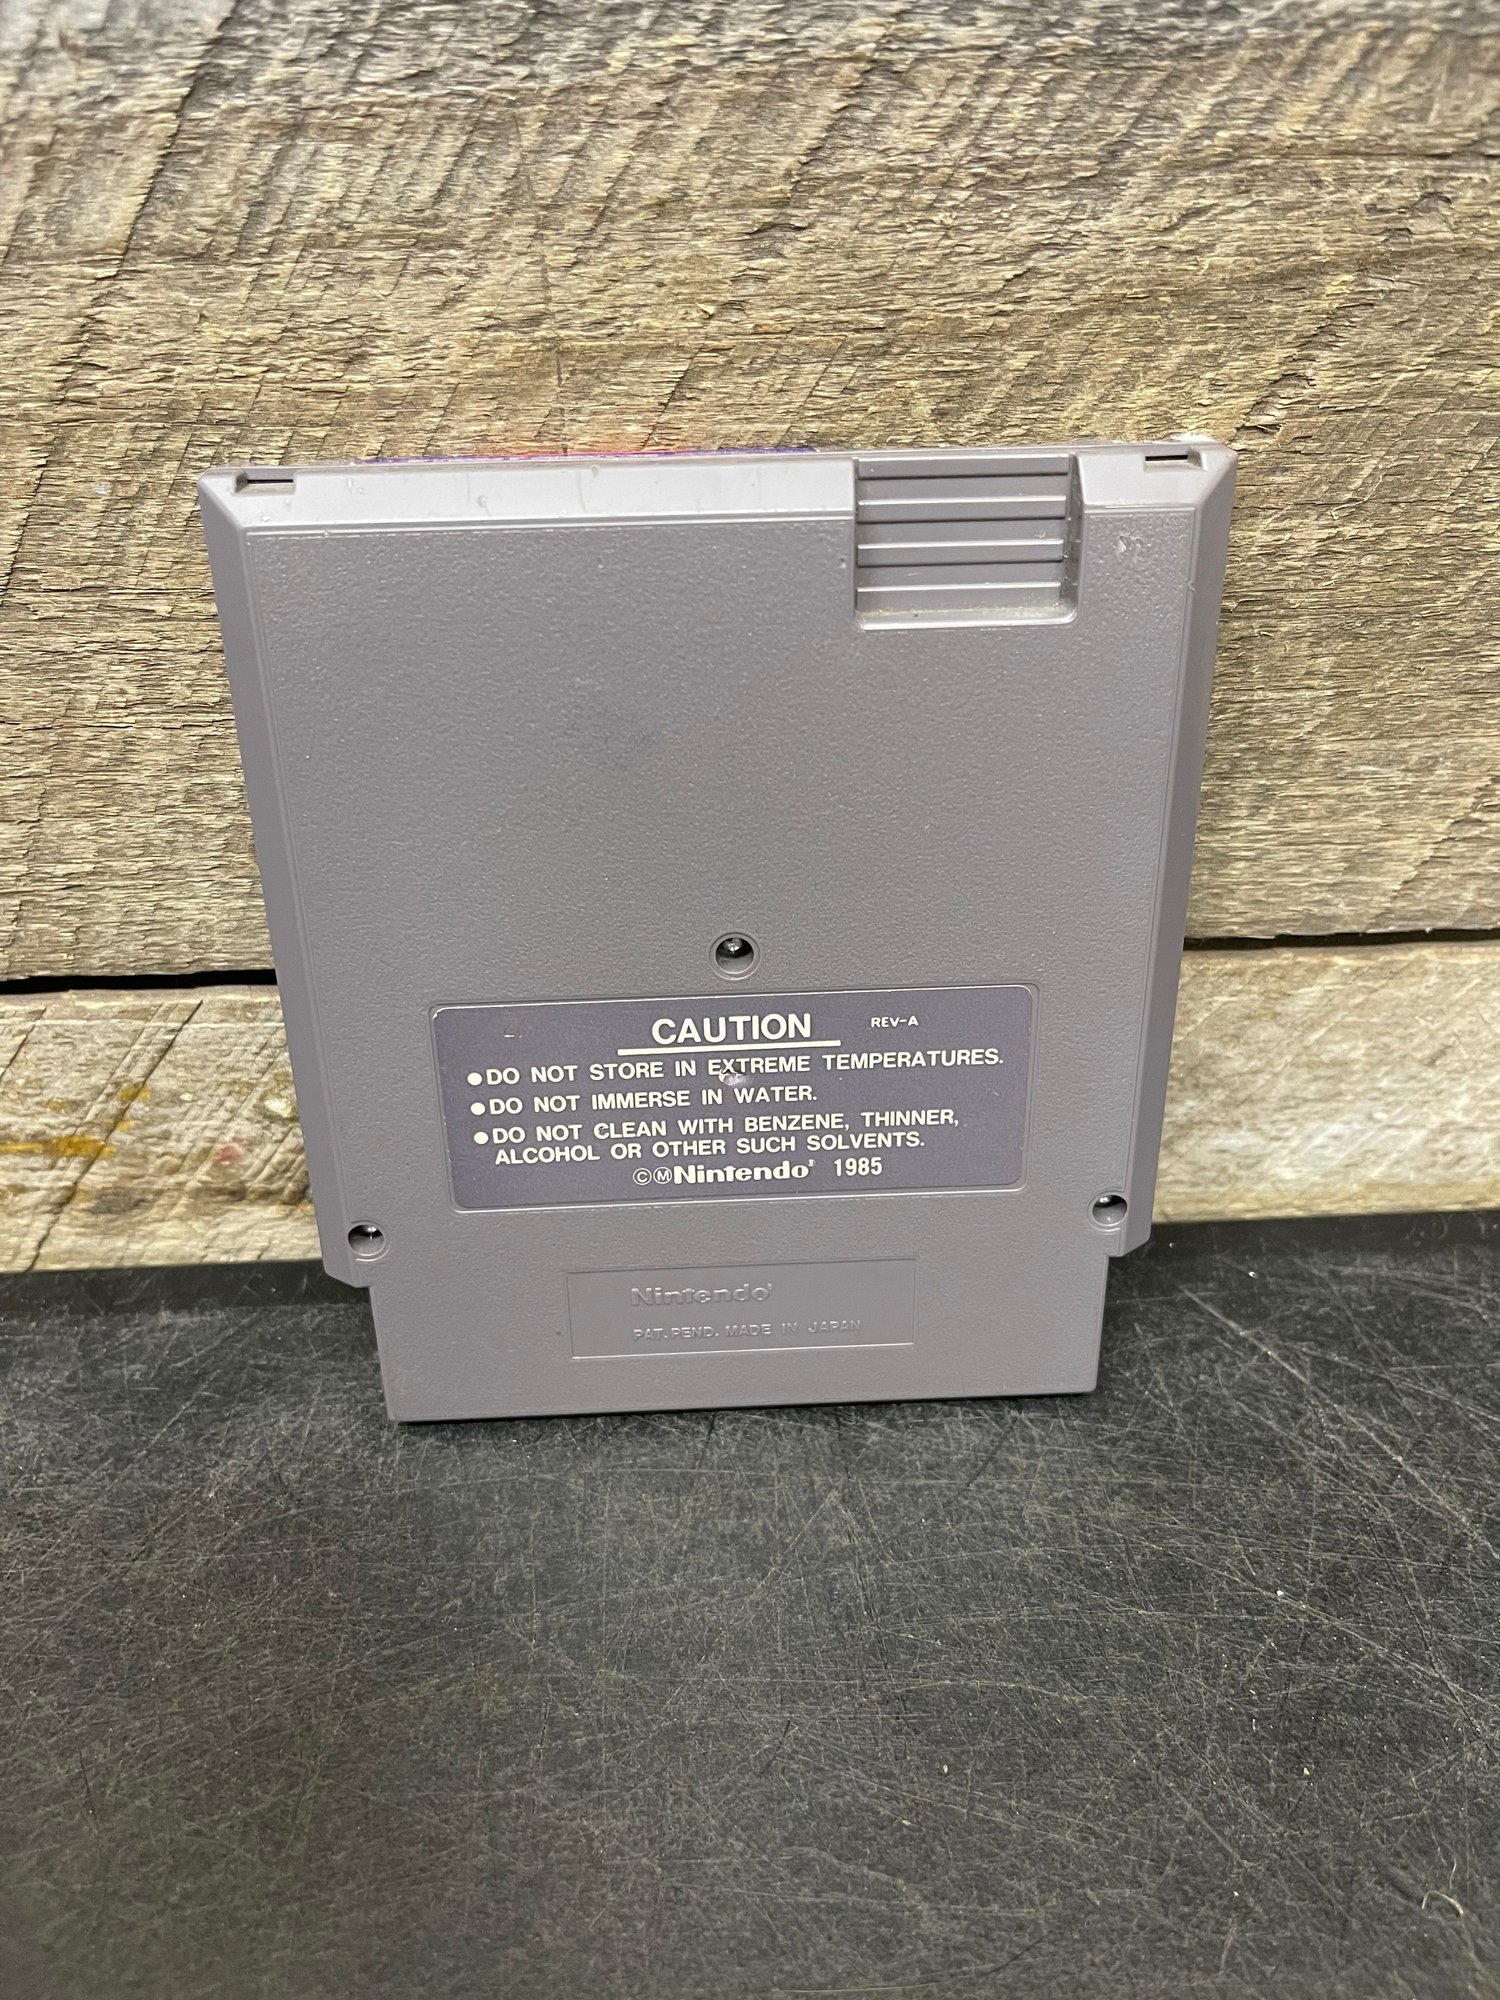 CAUTION REV-A
●DO NOT STORE IN EXTREME TEMPERATURES.
●DO NOT IMMERSE IN WATER.
●DO NOT CLEAN WITH BENZENE, THINNER,
ALCOHOL OR OTHER SUCH SOLVENTS.
©ⓂNintendo® 1985
Nintendo®
PAT. PEND. MADE IN JAPAN